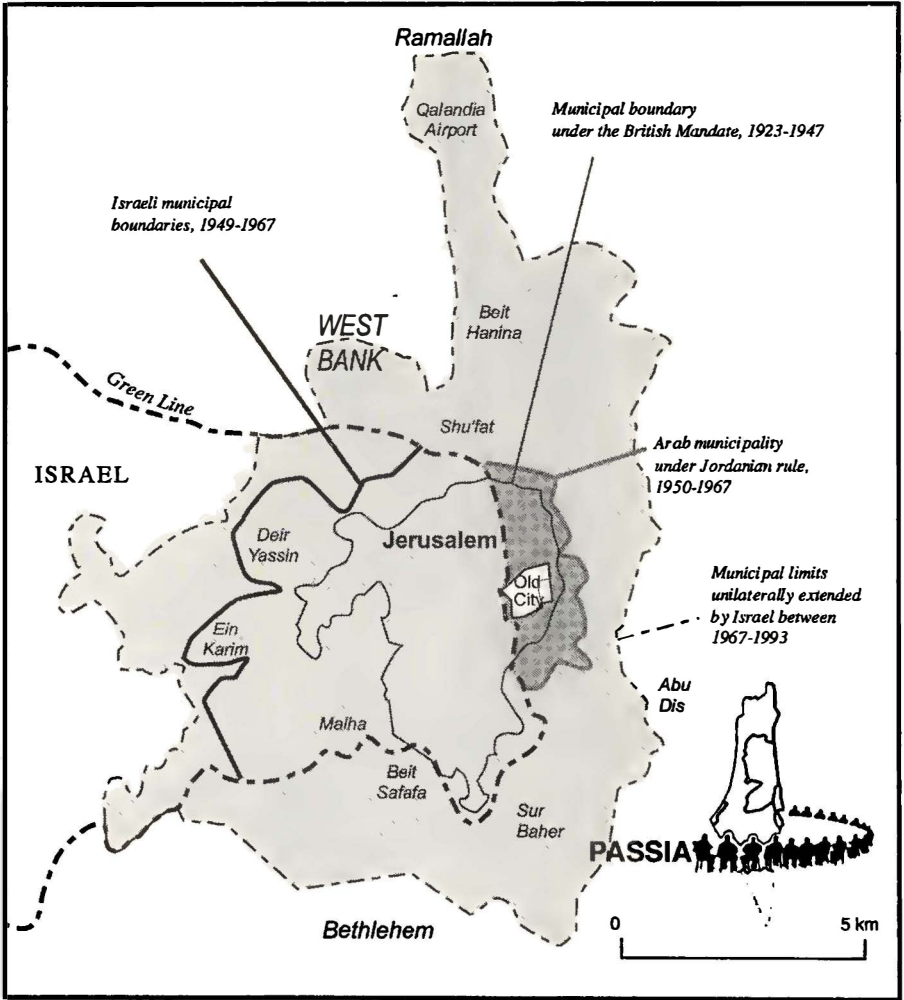 Ramallah
Qalandia
Airport
Municipal boundary
under the British Mandate, 1923-1947
Israeli municipal
boundaries, 1949-1967
Beit
Hanina
WEST
BANK
Green Line
Shu'fat
Arab municipality
under Jordanian rule,
1950-1967
ISRAEL
Deir
Yassin
Jerusalem
Old
City
Municipal limits
unilaterally extended
by Israel between
1967-1993
Ein
Karim
Abu
Dis
Malha
Beit
Safafa
Sur
Baher
PASSIA
Bethlehem
0 5 km